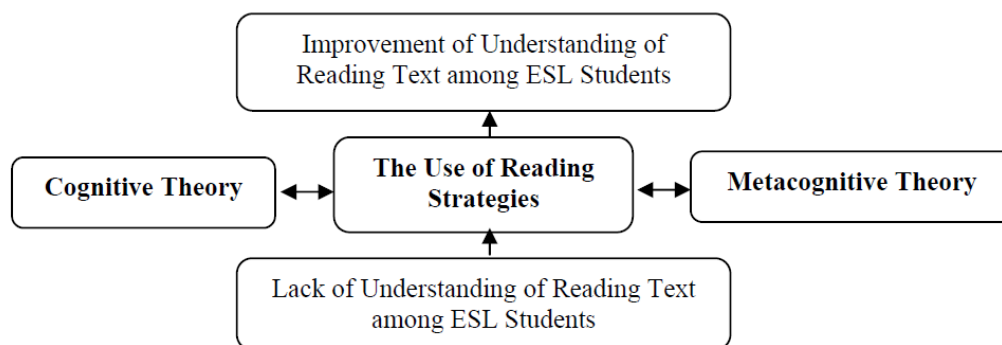 Improvement of Understanding of
Reading Text among ESL Students
Cognitive Theory
The Use of Reading
Strategies
Metacognitive Theory
Lack of Understanding of Reading Text
among ESL Students